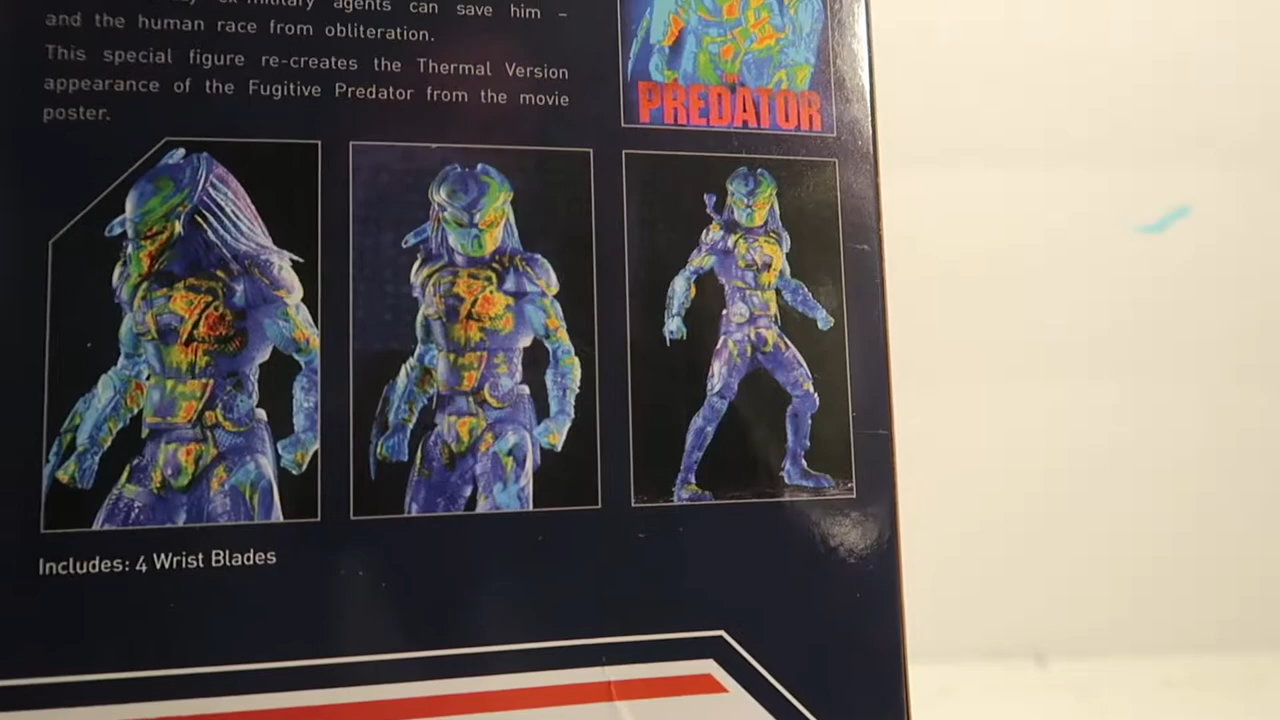 agents can save him –
and the human race from obliteration.
This special figure re-creates the Thermal Version
appearance of the Fugitive Predator from the movie
poster.
THE
PREDATOR
Includes: 4 Wrist Blades